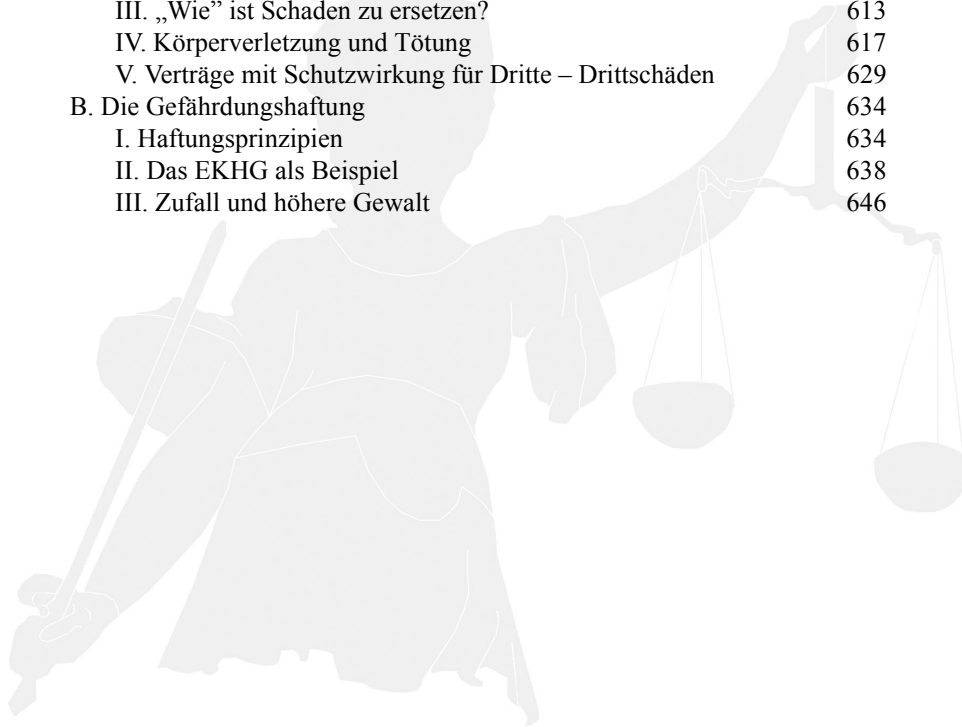 III. „Wie” ist Schaden zu ersetzen? 613
IV. Körperverletzung und Tötung 617
V. Verträge mit Schutzwirkung für Dritte – Drittschäden 629
B. Die Gefährdungshaftung 634
I. Haftungsprinzipien 634
II. Das EKHG als Beispiel 638
III. Zufall und höhere Gewalt 646